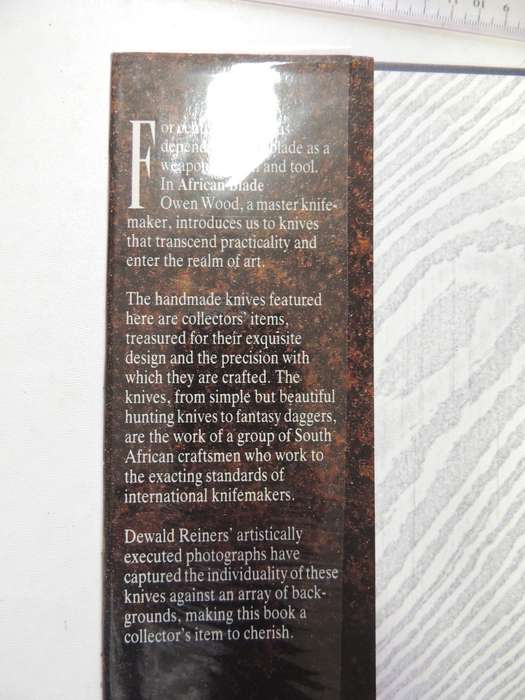 For
depend blade as a
weapon and tool.
In African Blade
Owen Wood, a master knife-
maker, introduces us to knives
that transcend practicality and
enter the realm of art.
The handmade knives featured
here are collectors' items,
treasured for their exquisite
design and the precision with
which they are crafted. The
knives, from simple but beautiful
hunting knives to fantasy daggers,
are the work of a group of South
African craftsmen who work to
the exacting standards of
international knifemakers.
Dewald Reiners' artistically
executed photographs have
captured the individuality of these
knives against an array of back-
grounds, making this book a
collector's item to cherish.